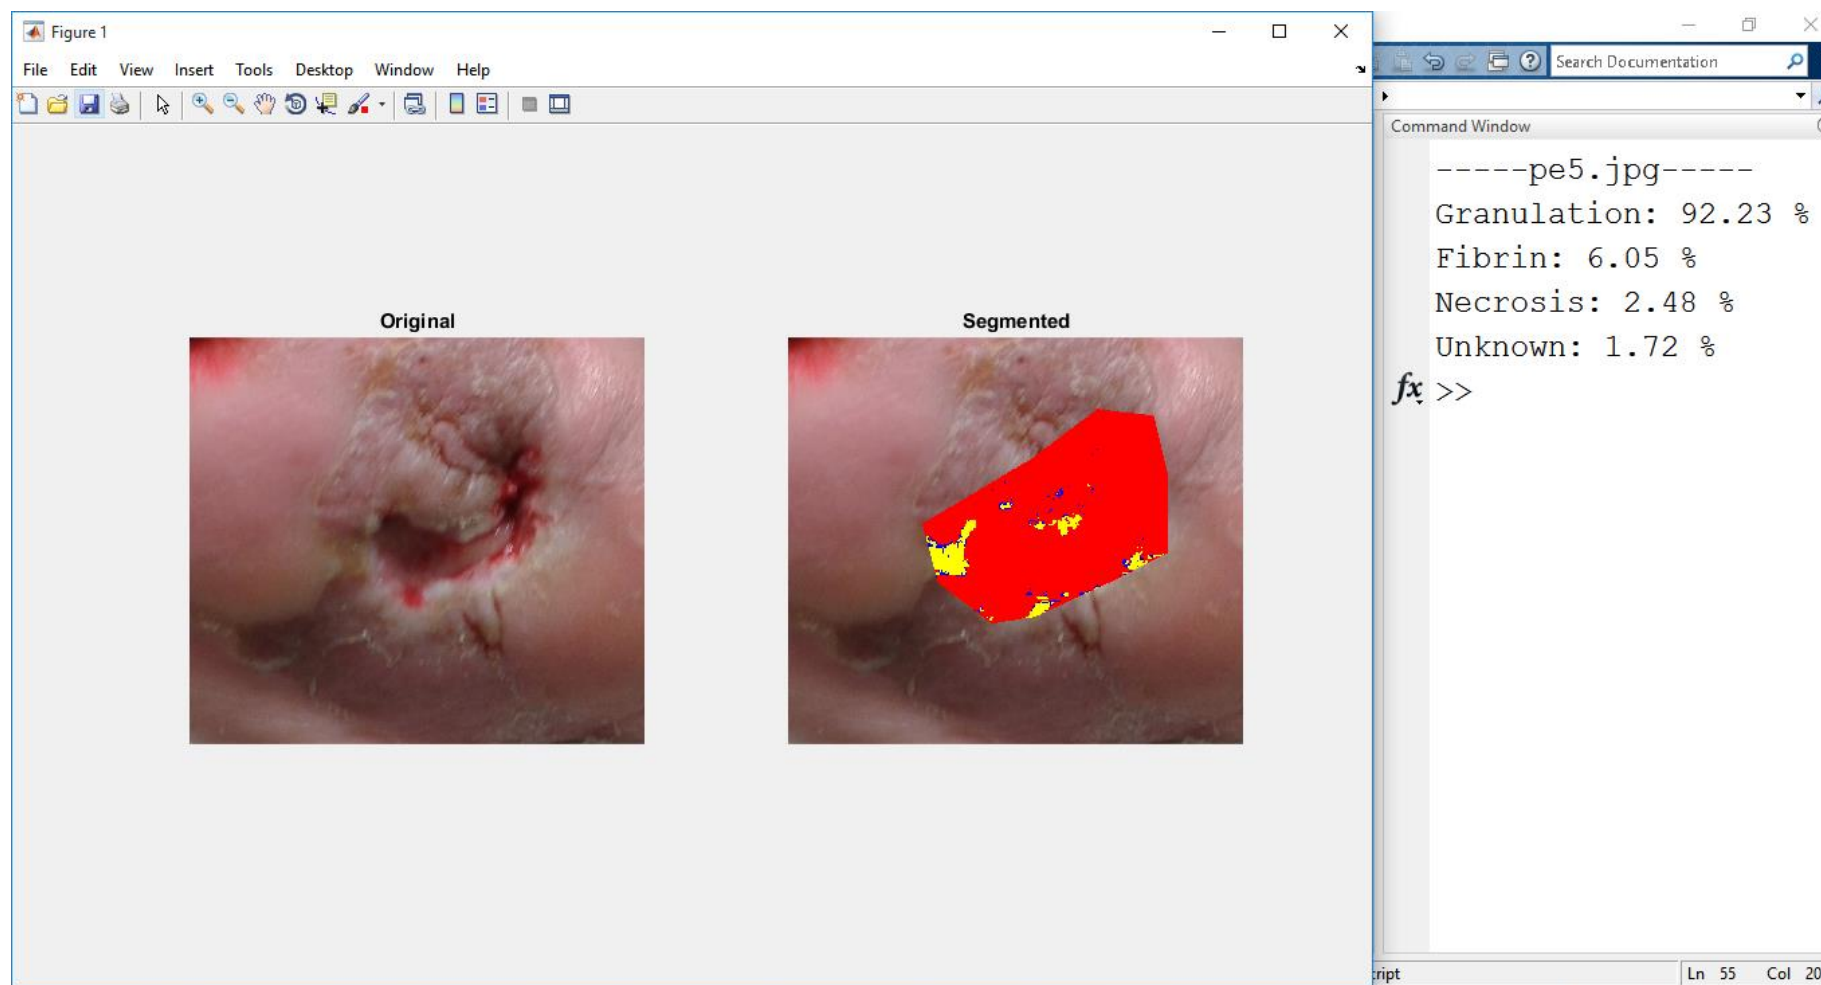 Figure 1
File Edit View Insert Tools Desktop Window Help
Original
Segmented
Search Documentation
Command Window
-----pe5.jpg-----
Granulation: 92.23 %
Fibrin: 6.05 %
Necrosis: 2.48 %
Unknown: 1.72 %
fx >>
Ln 55 Col 20